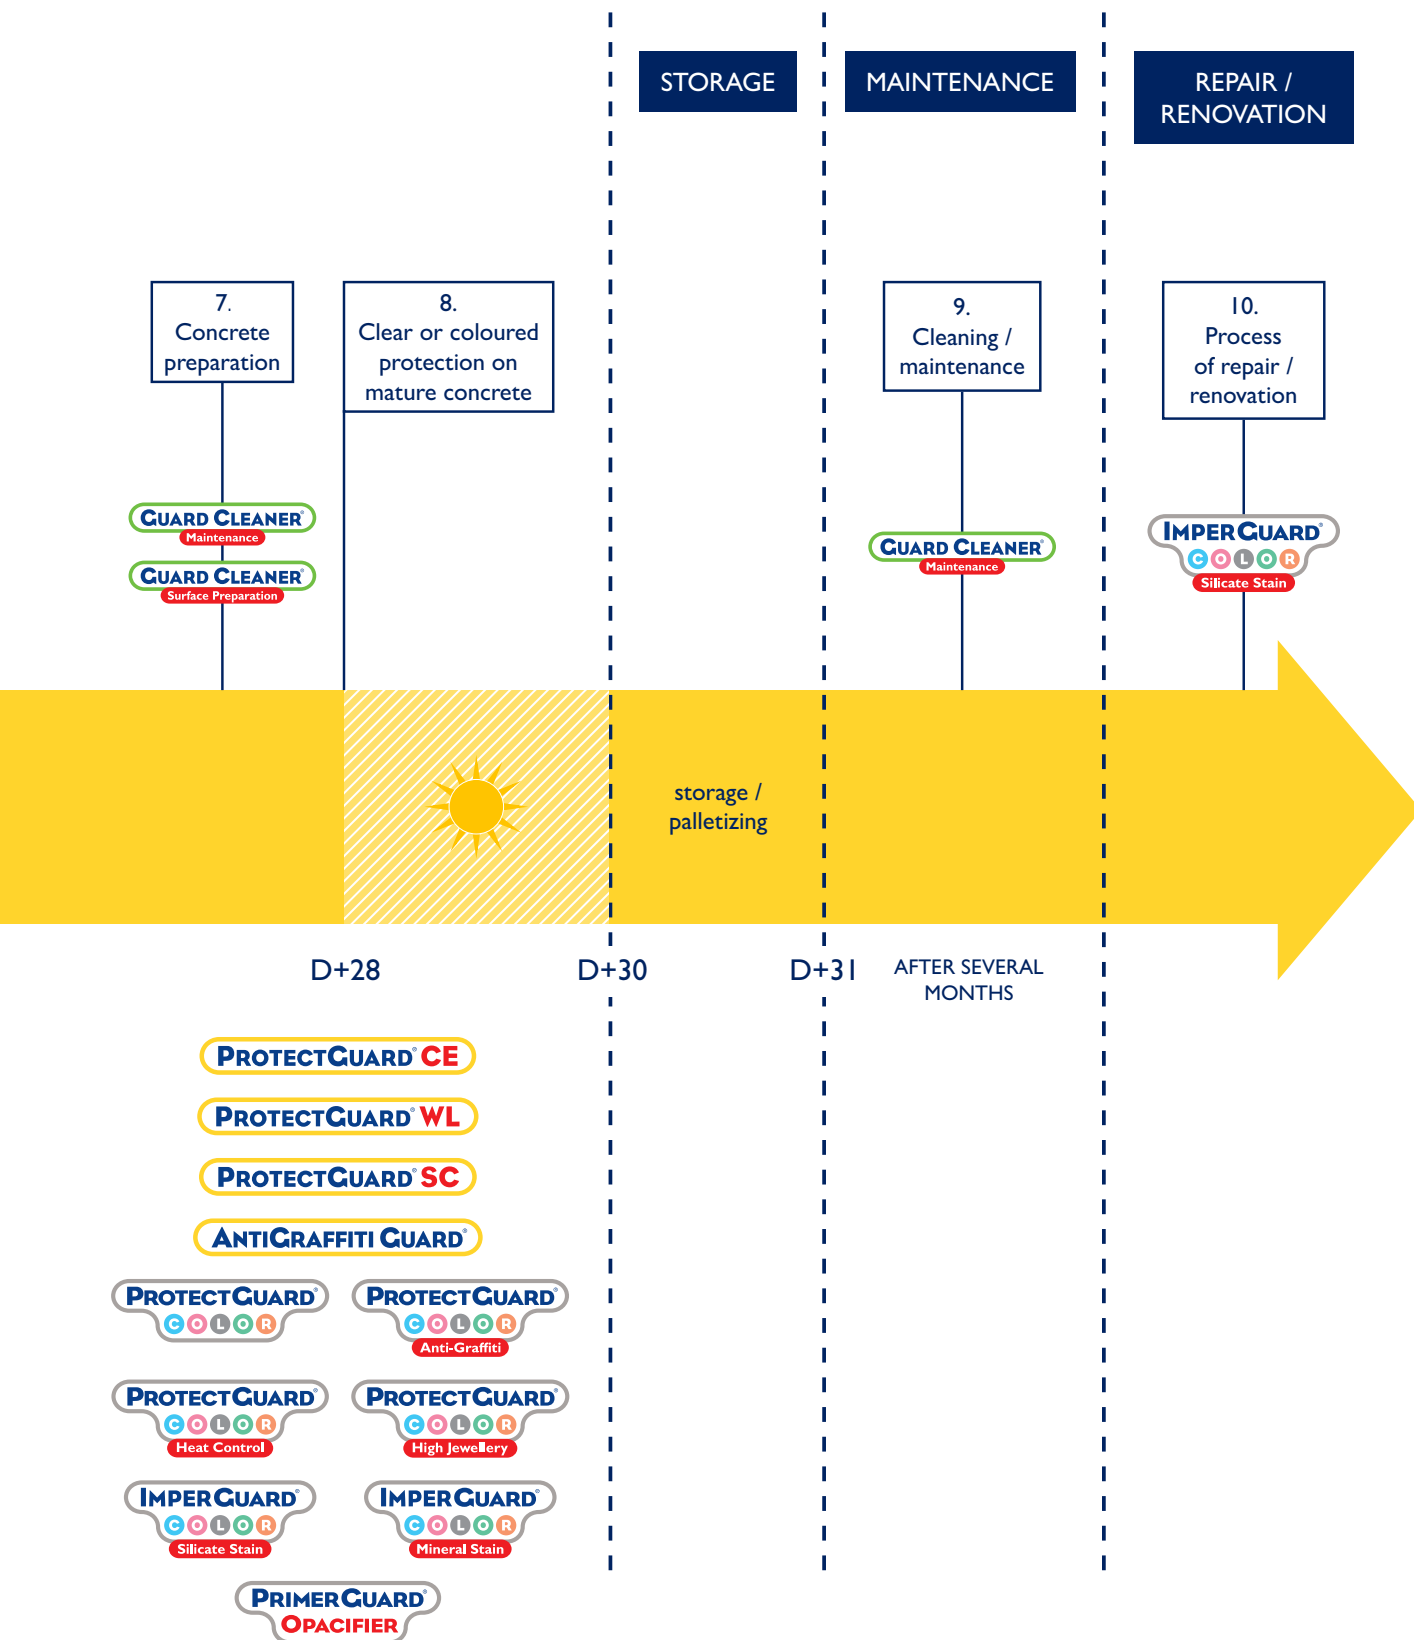 STORAGE
MAINTENANCE
REPAIR /
RENOVATION
7.
Concrete
preparation
8.
Clear or coloured
protection on
mature concrete
9.
Cleaning /
maintenance
10.
Process
of repair /
renovation
GUARD CLEANER®
Maintenance
GUARD CLEANER®
Surface Preparation
GUARD CLEANER®
Maintenance
IMPERGUARD®
COLOR
Silicate Stain
storage /
palletizing
D+28
D+30
D+31
AFTER SEVERAL
MONTHS
PROTECTGUARD® CE
PROTECTGUARD® WL
PROTECTGUARD® SC
ANTIGRAFFITI GUARD®
PROTECTGUARD®
COLOR
PROTECTGUARD®
COLOR
Anti-Graffiti
PROTECTGUARD®
COLOR
Heat Control
PROTECTGUARD®
COLOR
High Jewellery
IMPERGUARD®
COLOR
Silicate Stain
IMPERGUARD®
COLOR
Mineral Stain
PRIMERGUARD®
OPACIFIER